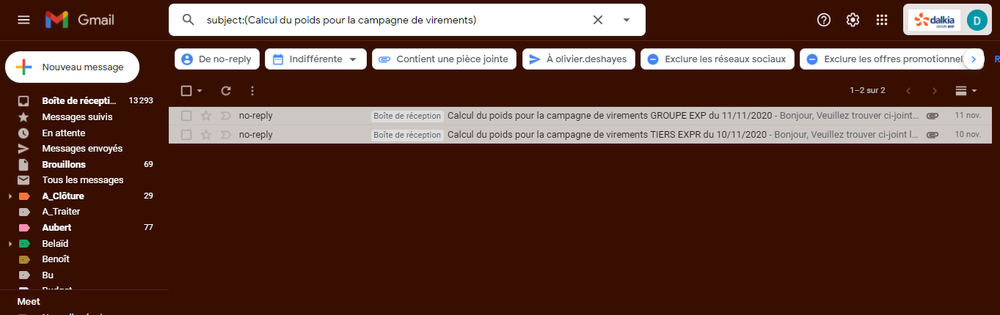 Gmail
subject:(Calcul du poids pour la campagne de virements)
dalkia
GROUPE EDF
D
Nouveau message
De no-reply
Indifférente
Contient une pièce jointe
À olivier.deshayes
Exclure les réseaux sociaux
Exclure les offres promotionnel
R
1–2 sur 2
Boîte de récepti... 13 293
Messages suivis
En attente
Messages envoyés
Brouillons 69
Tous les messages
A_Clôture 29
A_Traiter
Aubert 77
Belaïd
Benoît
Bu
Budget
Meet
no-reply Boîte de réception Calcul du poids pour la campagne de virements GROUPE EXP du 11/11/2020 - Bonjour, Veuillez trouver ci-joint... 11 nov.
no-reply Boîte de réception Calcul du poids pour la campagne de virements TIERS EXPR du 10/11/2020 - Bonjour, Veuillez trouver ci-joint l... 10 nov.